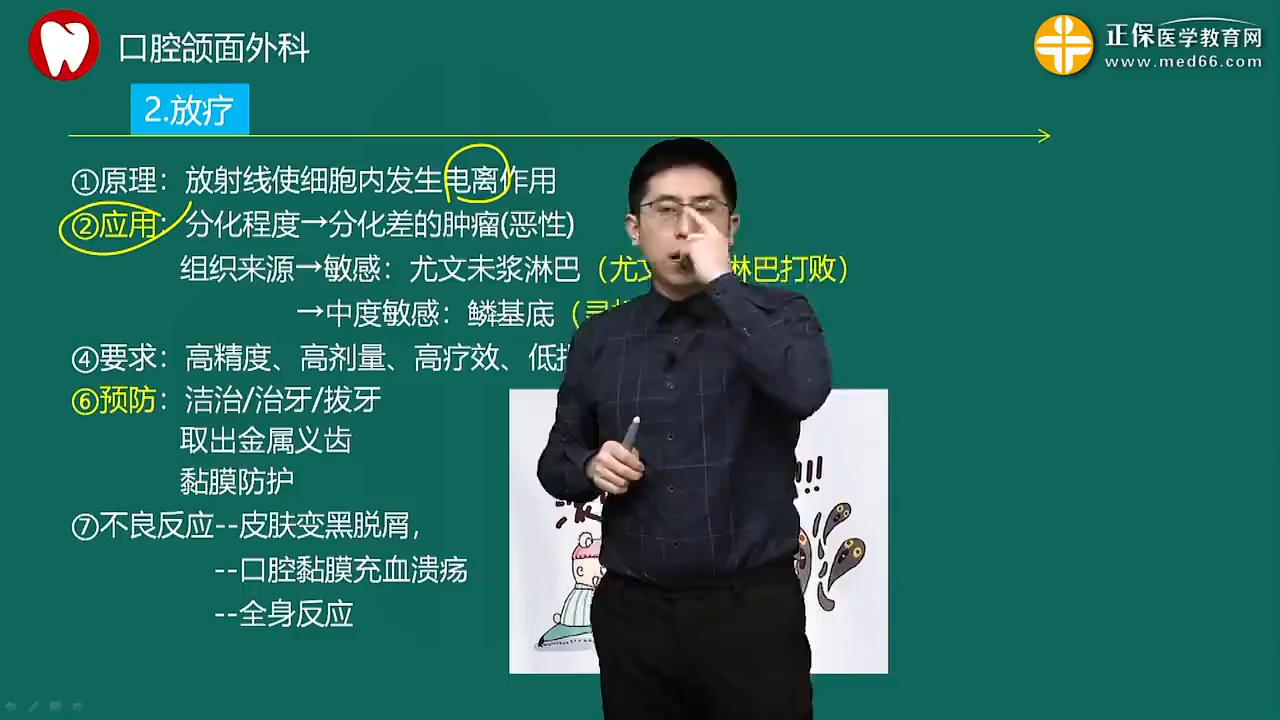 口腔颌面外科
正保医学教育网
www.med66.com
2.放疗
①原理：放射线使细胞内发生电离作用
②应用：分化程度→分化差的肿瘤(恶性)
组织来源→敏感：尤文未浆淋巴（尤文 淋巴打败）
→中度敏感：鳞基底（
④要求：高精度、高剂量、高疗效、低
⑥预防：洁治/治牙/拔牙
取出金属义齿
黏膜防护
⑦不良反应--皮肤变黑脱屑，
--口腔黏膜充血溃疡
--全身反应
!!!